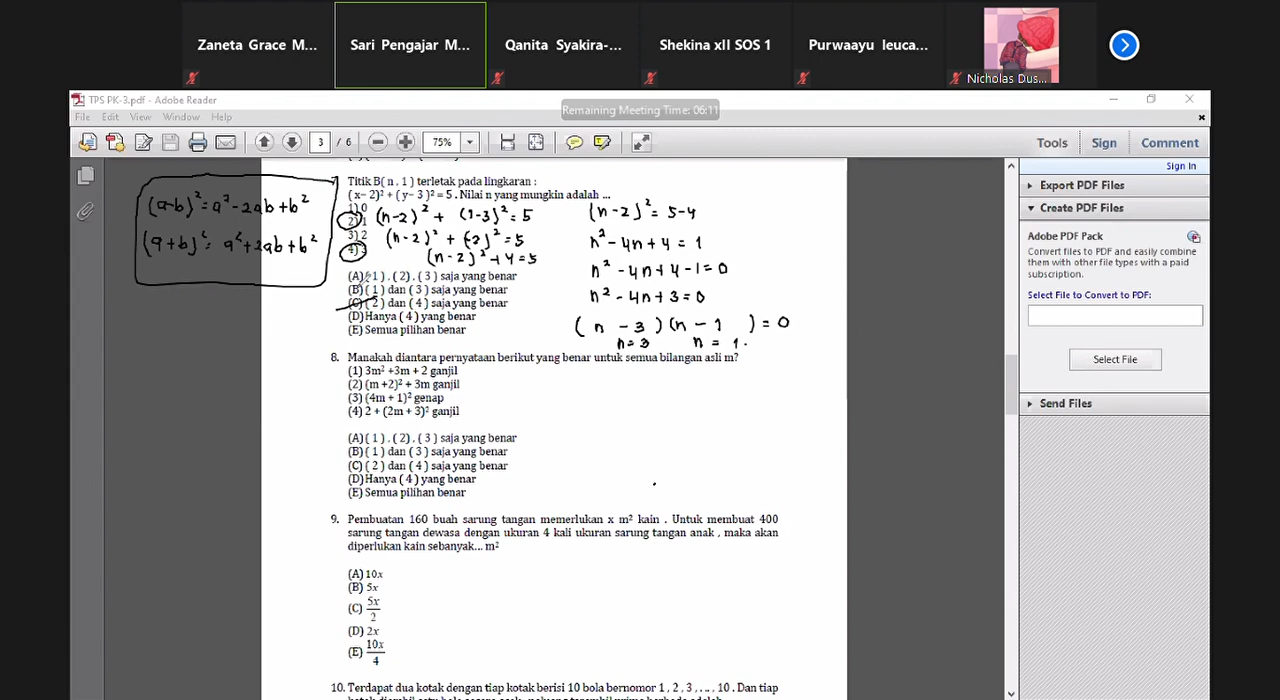 Zaneta Grace M...
Sari Pengajar M...
Qanita Syakira-...
Shekina xII SOS 1
Purwaayu leuca...
Nicholas Dus...
TPS PK-3.pdf - Adobe Reader
Remaining Meeting Time: 06:11
File Edit View Window Help
3 / 6
75%
Tools Sign Comment
Sign In
Export PDF Files
Create PDF Files
Adobe PDF Pack
Convert files to PDF and easily combine
them with other file types with a paid
subscription.
Select File to Convert to PDF:
Select File
Send Files
(a-b)² = a² - 2ab + b²
(a+b)² = a² + 2ab + b²
7. Titik B( n , 1 ) terletak pada lingkaran :
(x– 2)² + (y– 3 )² = 5 . Nilai n yang mungkin adalah ...
1) 0
2) 1
3) 2
4) 3
(n-2)² + (1-3)² = 5
(n-2)² + (-2)² = 5
(n-2)² + 4 = 5
(n-2)² = 5-4
n² - 4n + 4 = 1
n² - 4n + 4 - 1 = 0
n² - 4n + 3 = 0
(n - 3)(n - 1) = 0
n = 3 n = 1.
(A) ( 1 ) , ( 2 ) , ( 3 ) saja yang benar
(B) ( 1 ) dan ( 3 ) saja yang benar
(C) ( 2 ) dan ( 4 ) saja yang benar
(D) Hanya ( 4 ) yang benar
(E) Semua pilihan benar
8. Manakah diantara pernyataan berikut yang benar untuk semua bilangan asli m?
(1) 3m² +3m + 2 ganjil
(2) (m +2)² + 3m ganjil
(3) (4m + 1)² genap
(4) 2 + (2m + 3)² ganjil
(A) ( 1 ) , ( 2 ) , ( 3 ) saja yang benar
(B) ( 1 ) dan ( 3 ) saja yang benar
(C) ( 2 ) dan ( 4 ) saja yang benar
(D) Hanya ( 4 ) yang benar
(E) Semua pilihan benar
9. Pembuatan 160 buah sarung tangan memerlukan x m² kain . Untuk membuat 400
sarung tangan dewasa dengan ukuran 4 kali ukuran sarung tangan anak , maka akan
diperlukan kain sebanyak... m²
(A) 10x
(B) 5x
(C) 5x/2
(D) 2x
(E) 10x/4
10. Terdapat dua kotak dengan tiap kotak berisi 10 bola bernomor 1 , 2 , 3 , ... , 10 . Dan tiap